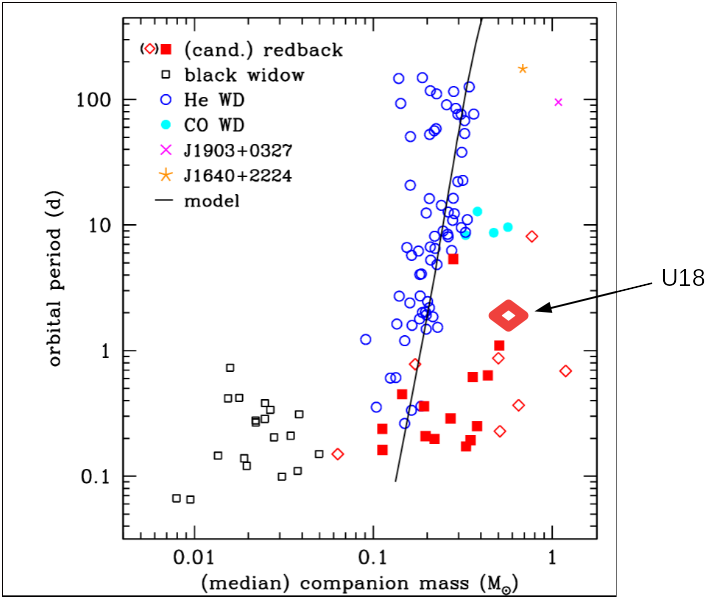 (◇) ■ (cand.) redback
black widow
He WD
CO WD
J1903+0327
J1640+2224
model
100
10
1
0.1
orbital period (d)
U18
0.01
0.1
1
(median) companion mass (M☉)